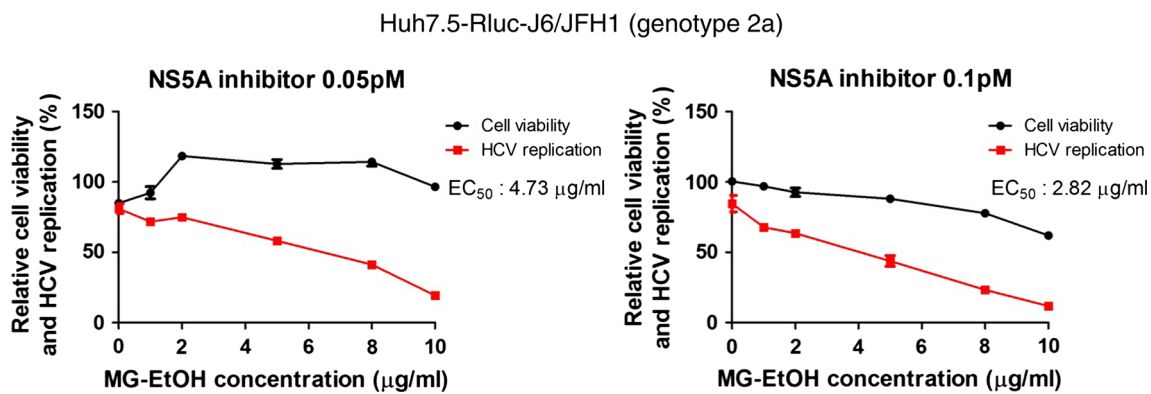 Huh7.5-Rluc-J6/JFH1 (genotype 2a)
NS5A inhibitor 0.05pM
Relative cell viability
and HCV replication (%)
150
100
50
0
Cell viability
HCV replication
EC50 : 4.73 μg/ml
0 2 4 6 8 10
MG-EtOH concentration (μg/ml)
NS5A inhibitor 0.1pM
Relative cell viability
and HCV replication (%)
150
100
50
0
Cell viability
HCV replication
EC50 : 2.82 μg/ml
0 2 4 6 8 10
MG-EtOH concentration (μg/ml)